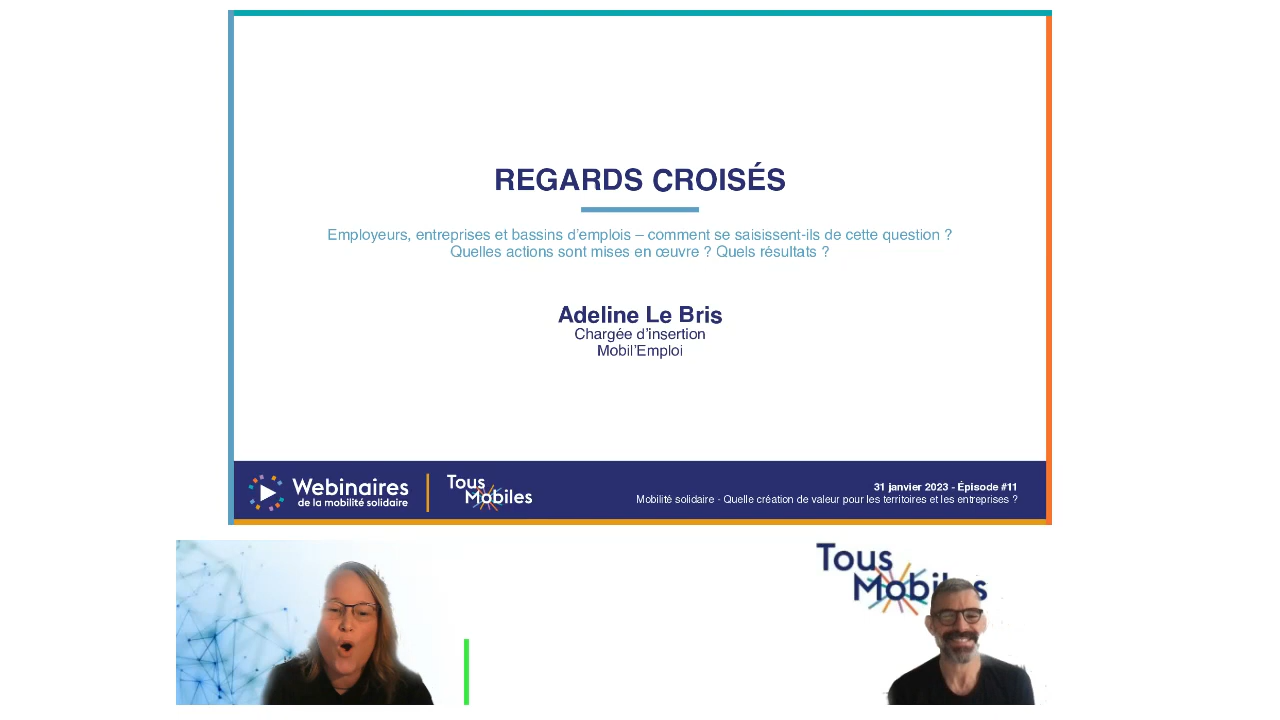 REGARDS CROISÉS
Employeurs, entreprises et bassins d’emplois – comment se saisissent-ils de cette question ?
Quelles actions sont mises en œuvre ? Quels résultats ?
Adeline Le Bris
Chargée d’insertion
Mobil’Emploi
Webinaires
de la mobilité solidaire
Tous
Mobiles
31 janvier 2023 - Épisode #11
Mobilité solidaire - Quelle création de valeur pour les territoires et les entreprises ?
Tous
Mobiles